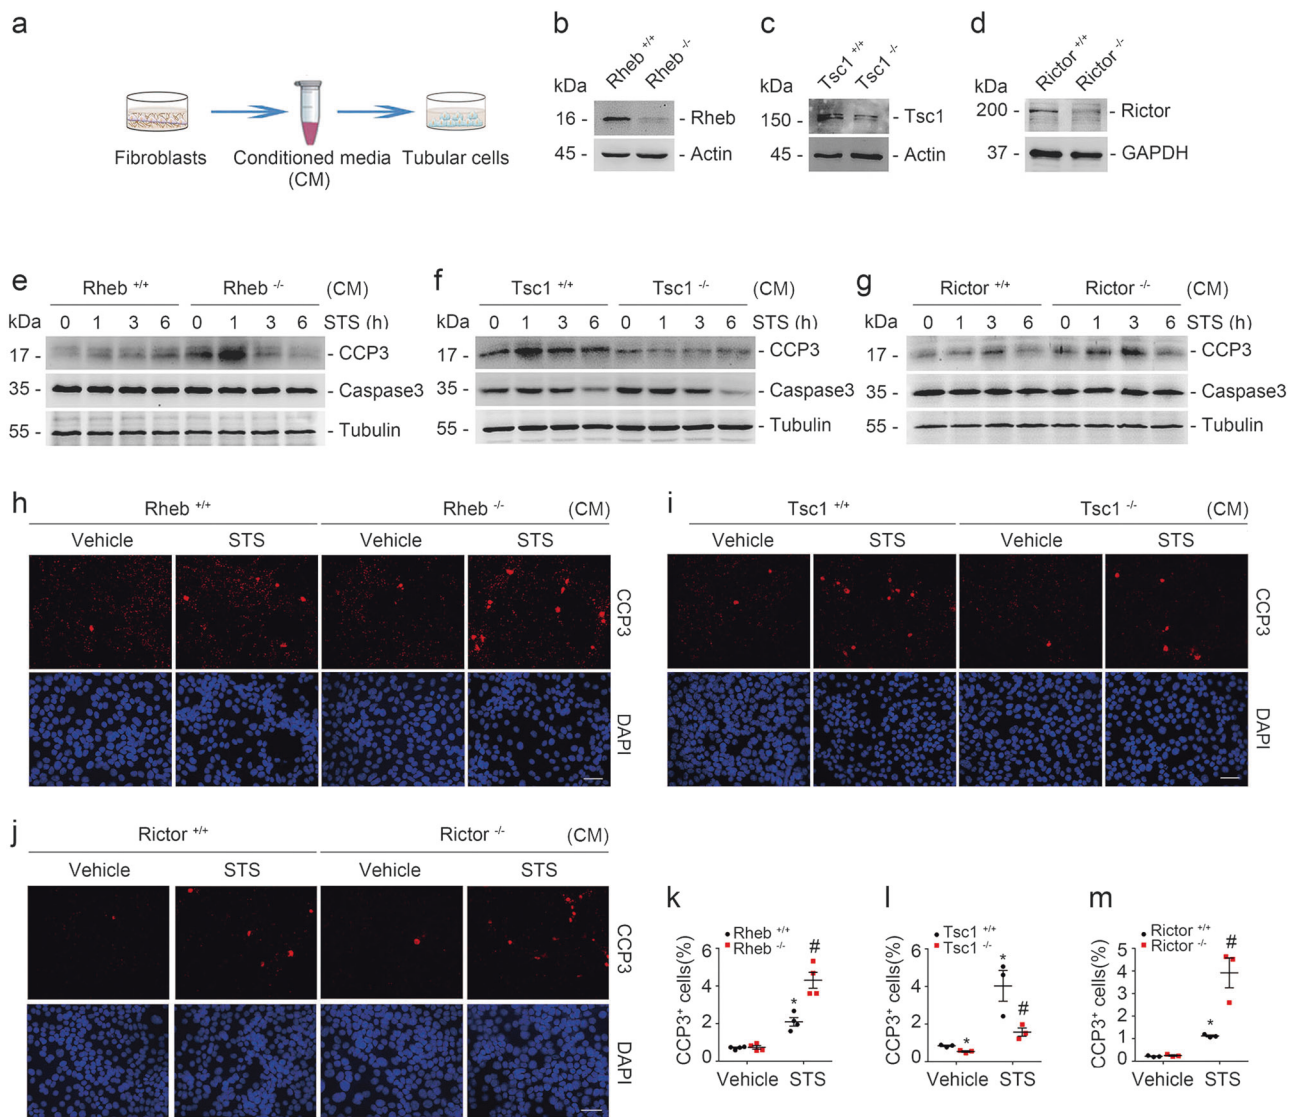 a
Fibroblasts
Conditioned media
(CM)
Tubular cells
b
Rheb +/+
Rheb -/-
kDa
16 -
- Rheb
45 -
- Actin
c
Tsc1 +/+
Tsc1 -/-
kDa
150 -
- Tsc1
45 -
- Actin
d
Rictor +/+
Rictor -/-
kDa
200 -
- Rictor
37 -
- GAPDH
e
Rheb +/+ Rheb -/- (CM)
kDa 0 1 3 6 0 1 3 6 STS (h)
17 - - CCP3
35 - - Caspase3
55 - - Tubulin
f
Tsc1 +/+ Tsc1 -/- (CM)
kDa 0 1 3 6 0 1 3 6 STS (h)
17 - - CCP3
35 - - Caspase3
55 - - Tubulin
g
Rictor +/+ Rictor -/- (CM)
kDa 0 1 3 6 0 1 3 6 STS (h)
17 - - CCP3
35 - - Caspase3
55 - - Tubulin
h
Rheb +/+ Rheb -/- (CM)
Vehicle STS Vehicle STS
CCP3
DAPI
i
Tsc1 +/+ Tsc1 -/- (CM)
Vehicle STS Vehicle STS
CCP3
DAPI
j
Rictor +/+ Rictor -/- (CM)
Vehicle STS Vehicle STS
CCP3
DAPI
k
Rheb +/+
Rheb -/-
CCP3+ cells(%)
6
4
2
0
*
#
Vehicle STS
l
Tsc1 +/+
Tsc1 -/-
CCP3+ cells(%)
6
4
2
0
*
*
#
Vehicle STS
m
Rictor +/+
Rictor -/-
CCP3+ cells(%)
5
4
3
2
1
0
*
#
Vehicle STS